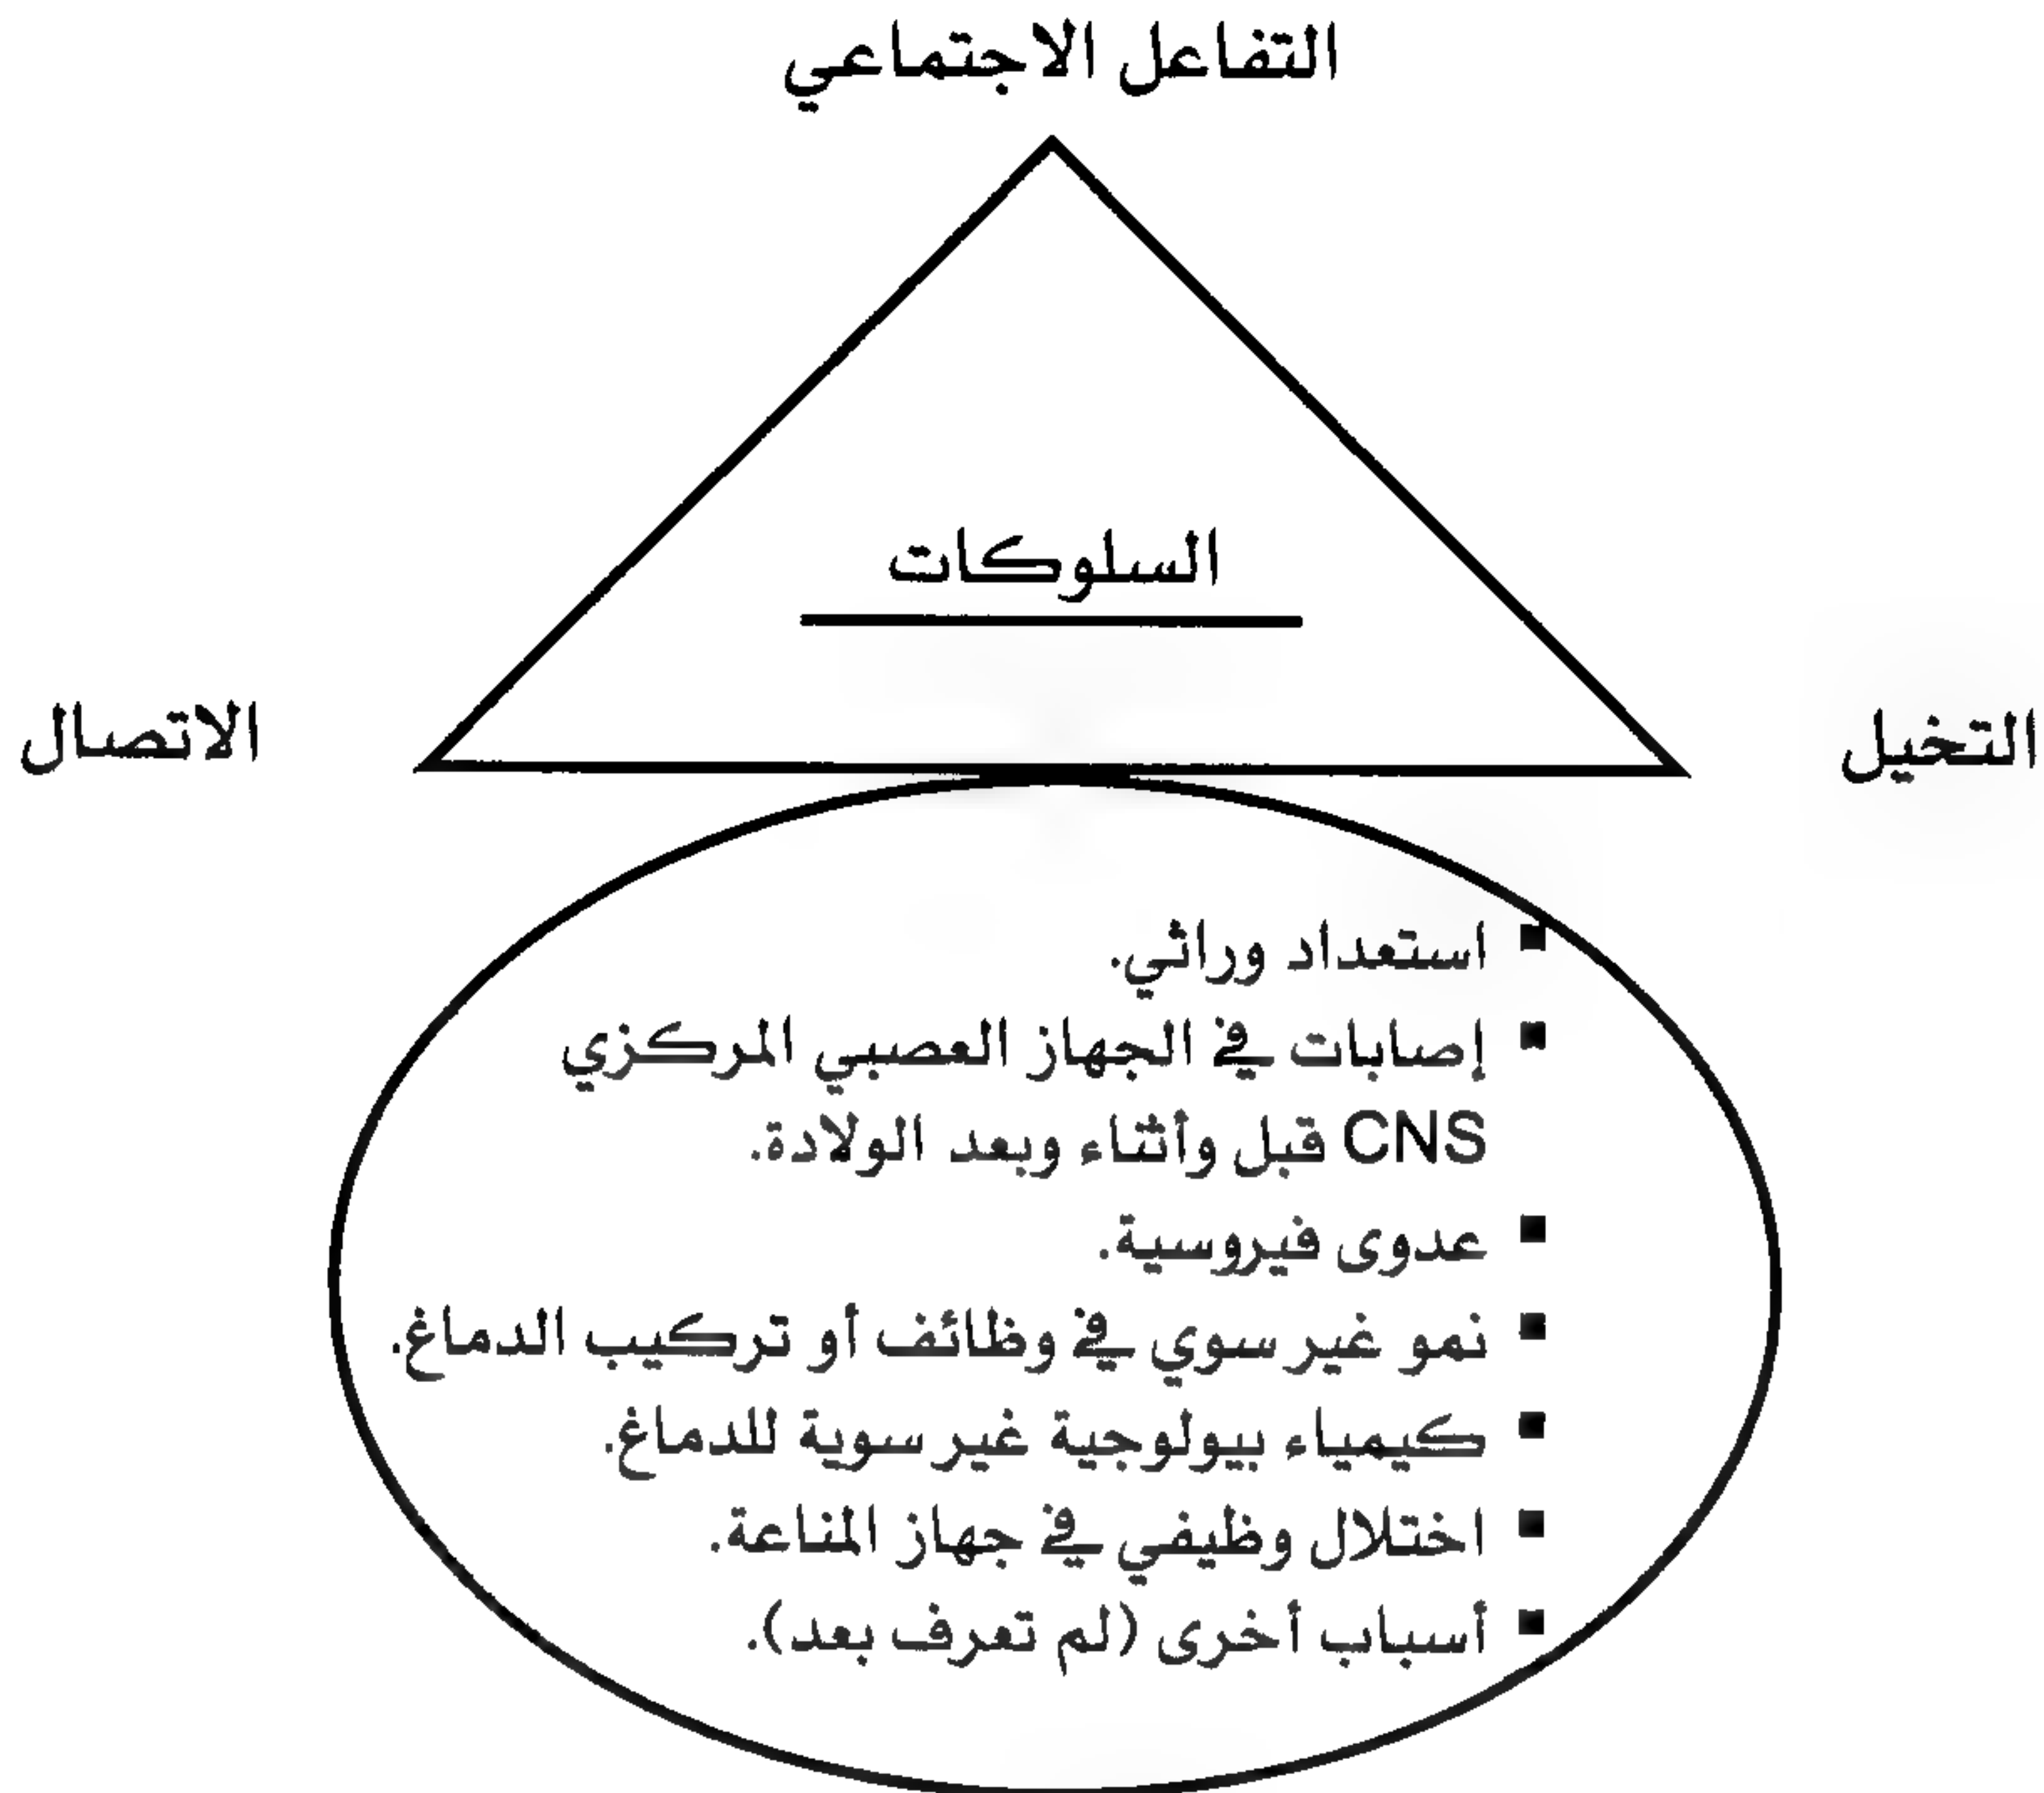 التفاعل الاجتماعي
السلوكات
التخيل
الاتصال
▪ استعداد وراثي.
▪ إصابات في الجهاز العصبي المركزي
CNS قبل وأثناء وبعد الولادة.
▪ عدوى فيروسية.
▪ نمو غير سوي في وظائف أو تركيب الدماغ.
▪ كيمياء بيولوجية غير سوية للدماغ.
▪ اختلال وظيفي في جهاز المناعة.
▪ أسباب أخرى (لم تعرف بعد).